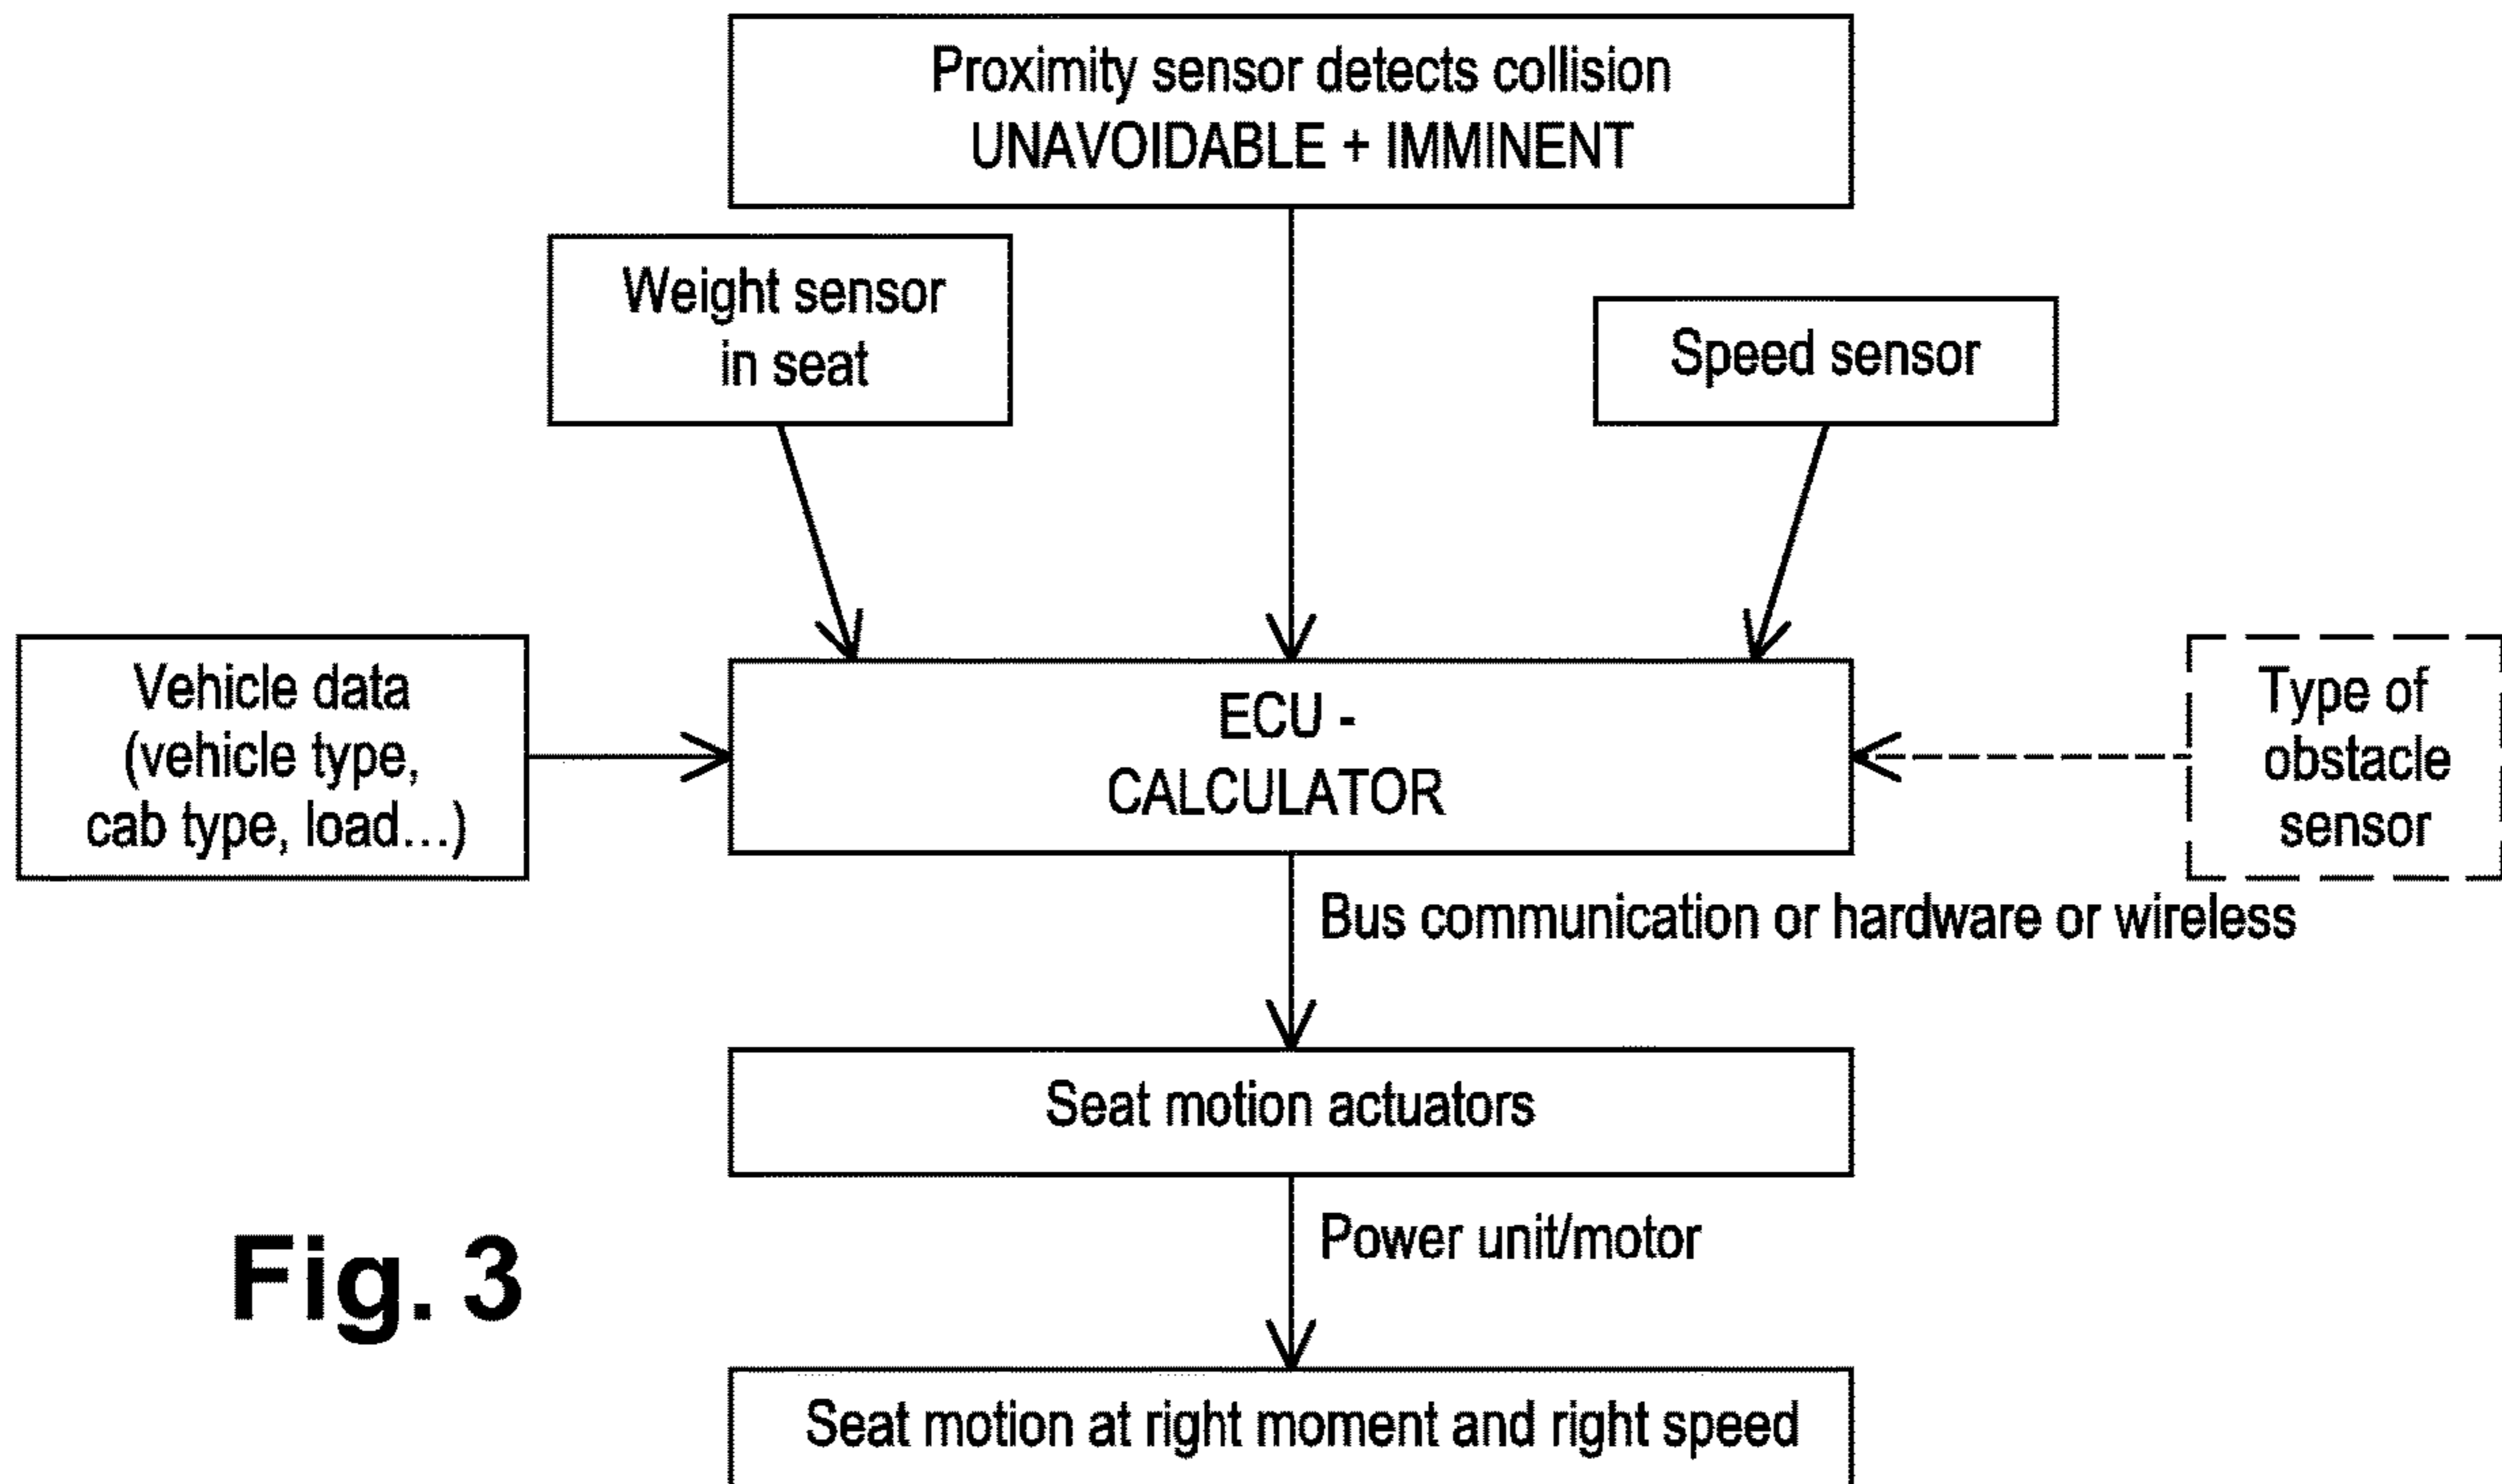 Proximity sensor detects collision
UNAVOIDABLE + IMMINENT
Weight sensor
in seat
Speed sensor
Vehicle data
(vehicle type,
cab type, load...)
ECU -
CALCULATOR
Type of
obstacle
sensor
Bus communication or hardware or wireless
Seat motion actuators
Power unit/motor
Seat motion at right moment and right speed
Fig. 3